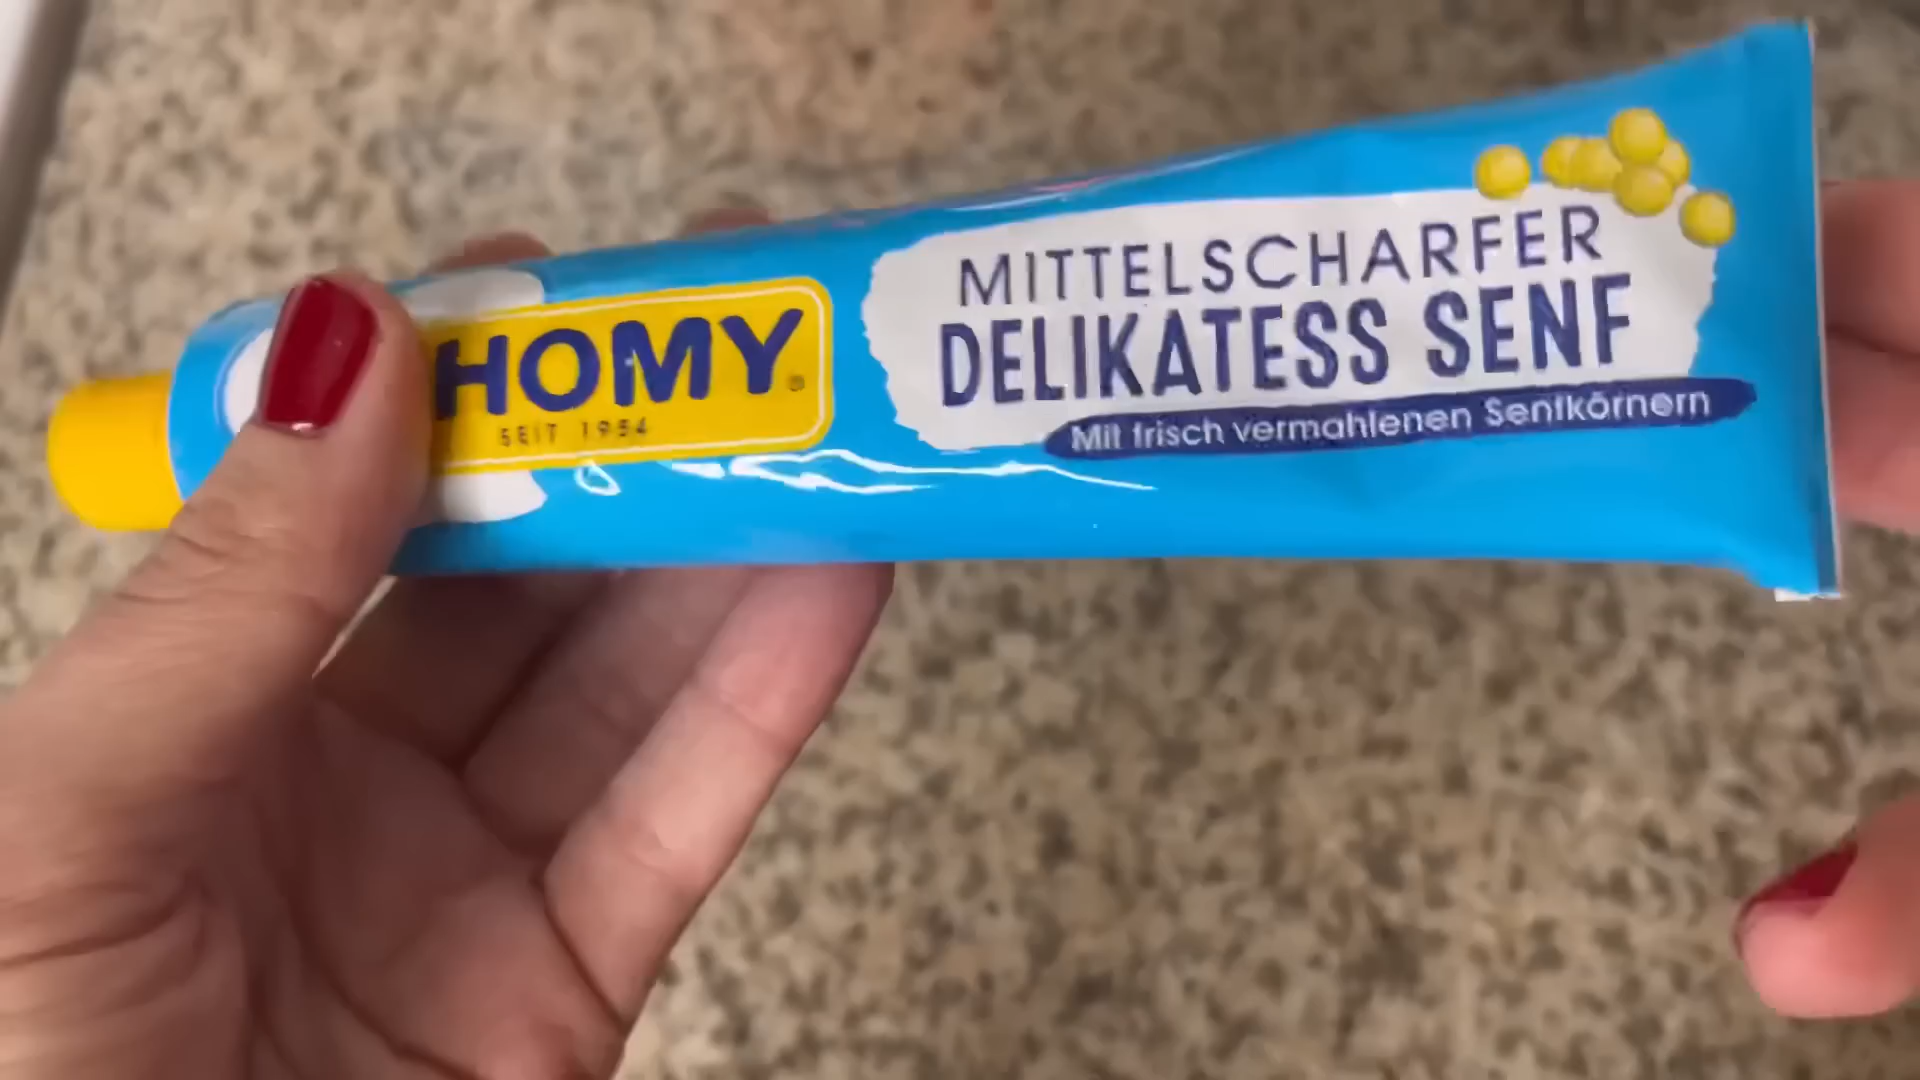 HOMY®
SEIT 1954
MITTELSCHARFER
DELIKATESS SENF
Mit frisch vermahlenen Senfkörnern